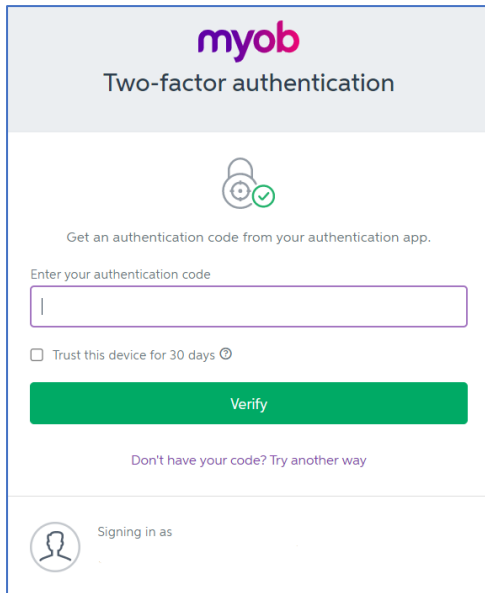 myob
Two-factor authentication
Get an authentication code from your authentication app.
Enter your authentication code
Trust this device for 30 days
Verify
Don't have your code? Try another way
Signing in as